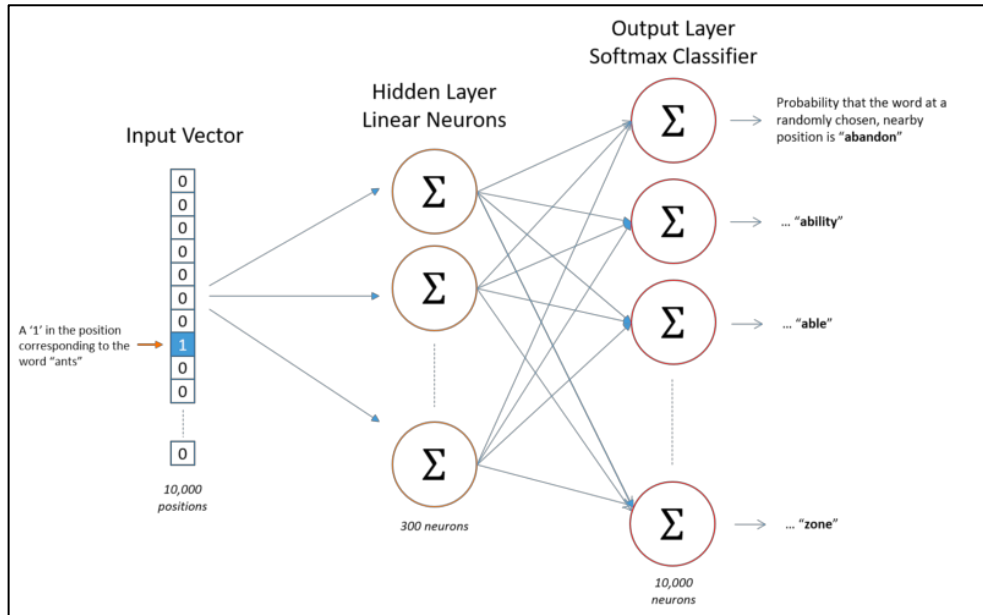 Output Layer
Softmax Classifier
Hidden Layer
Linear Neurons
Input Vector
0
0
0
0
0
0
0
1
0
0
0
A ‘1’ in the position
corresponding to the
word “ants”
10,000
positions
Σ
Σ
Σ
300 neurons
Σ
Σ
Σ
Σ
10,000
neurons
Probability that the word at a
randomly chosen, nearby
position is “abandon”
... “ability”
... “able”
... “zone”